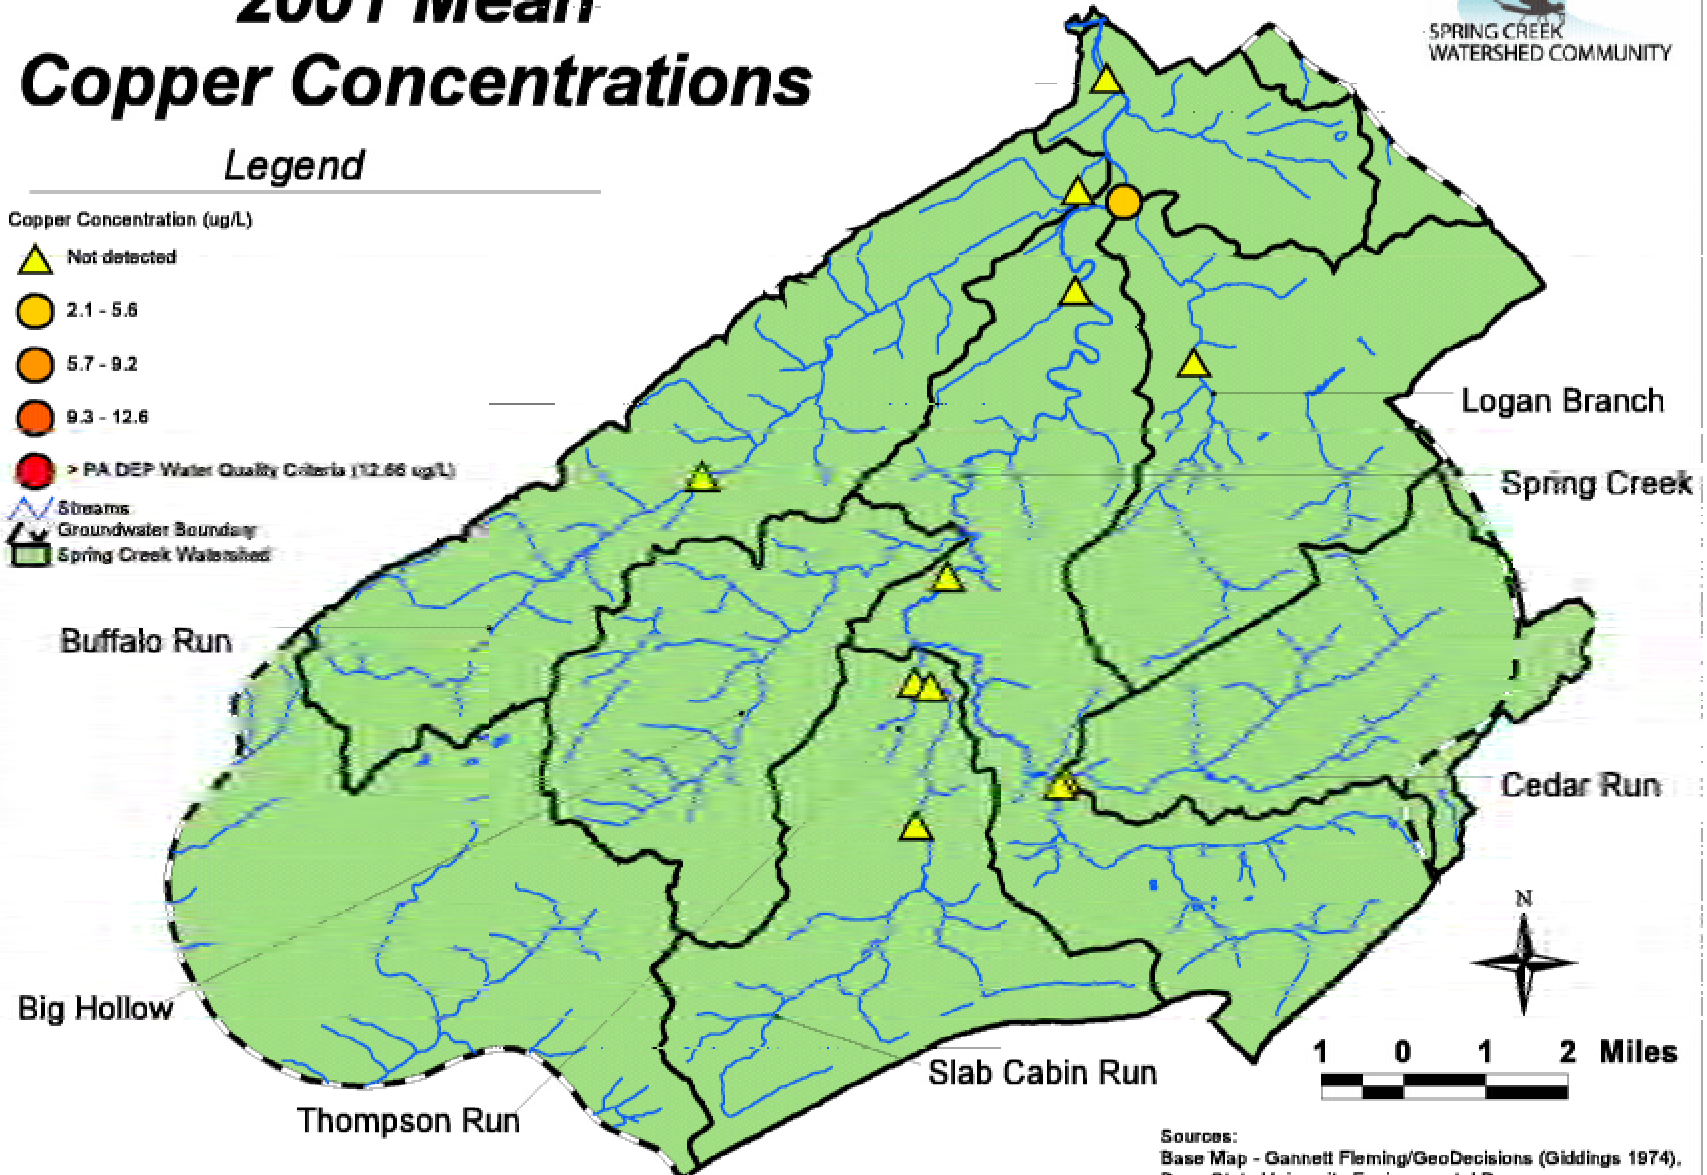 2001 Mean
Copper Concentrations
SPRING CREEK
WATERSHED COMMUNITY
Legend
Copper Concentration (ug/L)
Not detected
2.1 - 5.6
5.7 - 9.2
9.3 - 12.6
> PA DEP Water Quality Criteria (12.66 ug/L)
Streams
Groundwater Boundary
Spring Creek Watershed
Logan Branch
Spring Creek
Buffalo Run
Cedar Run
N
Big Hollow
Slab Cabin Run
Thompson Run
1 0 1 2 Miles
Sources:
Base Map - Gannett Fleming/GeoDecisions (Giddings 1974),